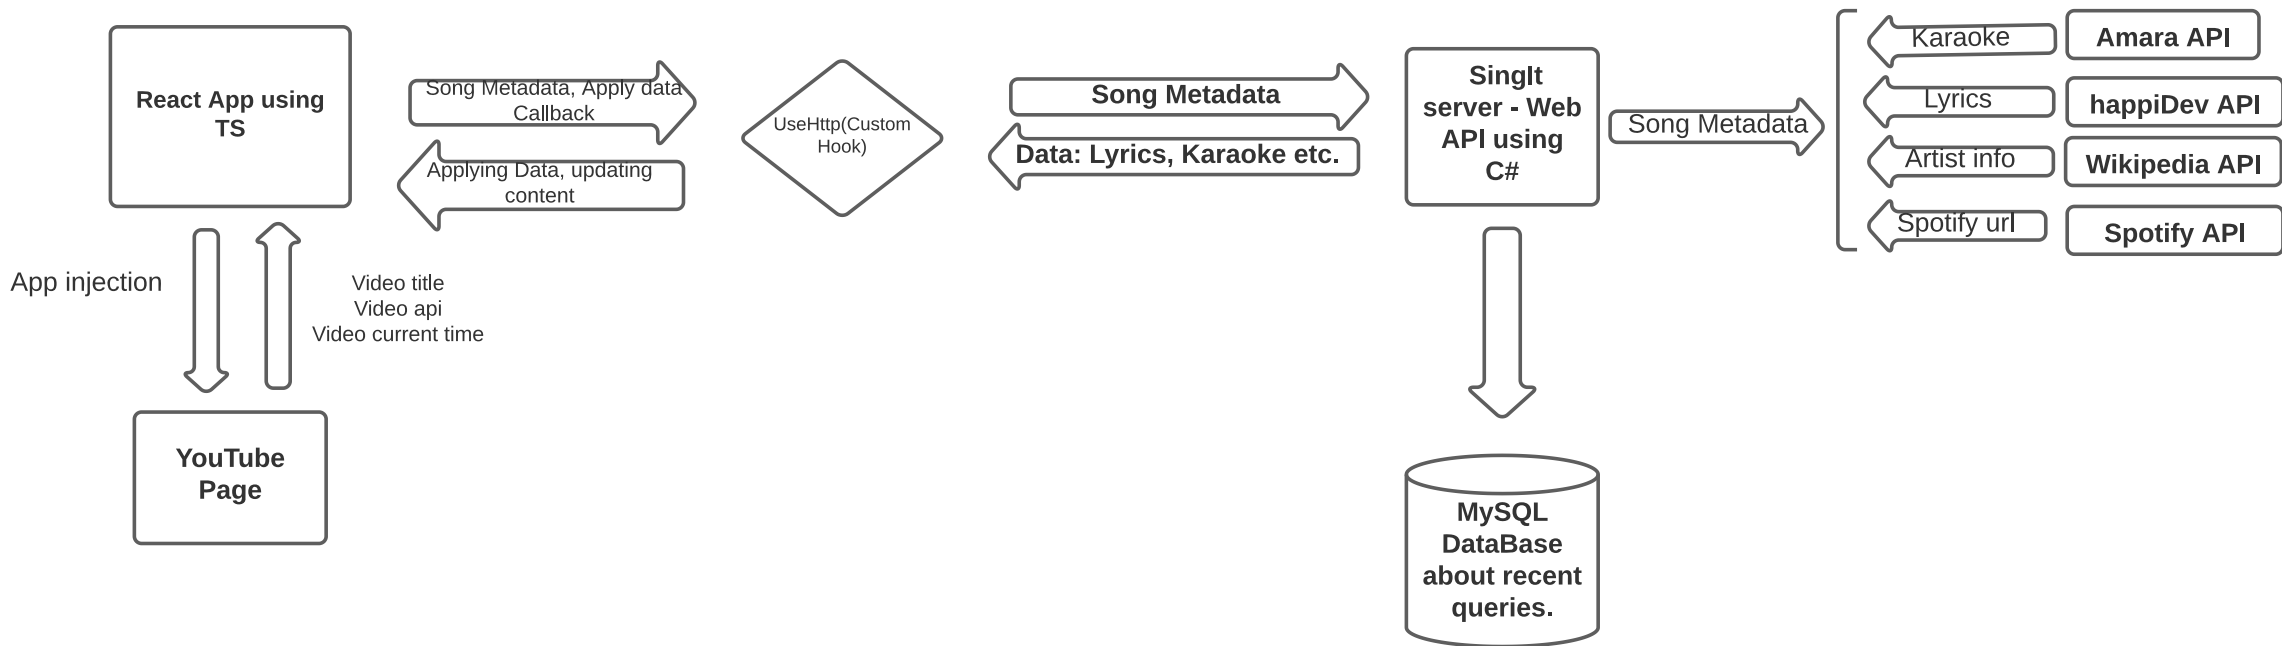 React App using
TS
Song Metadata, Apply data
Callback
Applying Data, updating
content
UseHttp(Custom
Hook)
Song Metadata
Data: Lyrics, Karaoke etc.
SingIt
server - Web
API using
C#
Song Metadata
Karaoke
Amara API
Lyrics
happiDev API
Artist info
Wikipedia API
Spotify url
Spotify API
App injection
Video title
Video api
Video current time
YouTube
Page
MySQL
DataBase
about recent
queries.